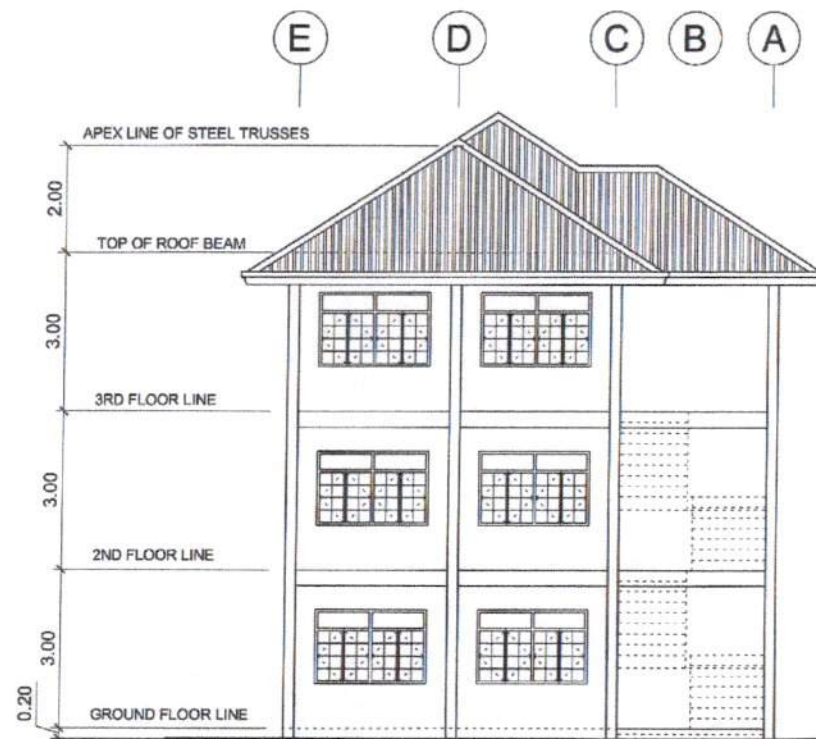 E D C B A
APEX LINE OF STEEL TRUSSES
2.00
TOP OF ROOF BEAM
3.00
3RD FLOOR LINE
3.00
2ND FLOOR LINE
3.00
GROUND FLOOR LINE
0.20